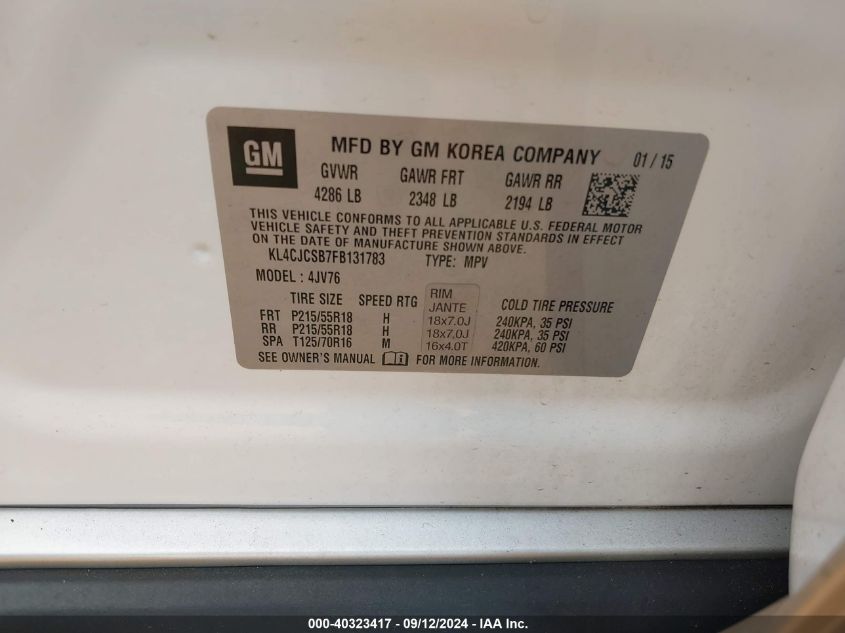 GM MFD BY GM KOREA COMPANY 01 / 15
GVWR GAWR FRT GAWR RR
4286 LB 2348 LB 2194 LB
THIS VEHICLE CONFORMS TO ALL APPLICABLE U.S. FEDERAL MOTOR
VEHICLE SAFETY AND THEFT PREVENTION STANDARDS IN EFFECT
ON THE DATE OF MANUFACTURE SHOWN ABOVE.
KL4CJCSB7FB131783 TYPE: MPV
MODEL : 4JV76
TIRE SIZE SPEED RTG RIM JANTE COLD TIRE PRESSURE
FRT P215/55R18 H 18x7.0J 240KPA, 35 PSI
RR P215/55R18 H 18x7.0J 240KPA, 35 PSI
SPA T125/70R16 M 16x4.0T 420KPA, 60 PSI
SEE OWNER'S MANUAL FOR MORE INFORMATION.
000-40323417 - 09/12/2024 - IAA Inc.